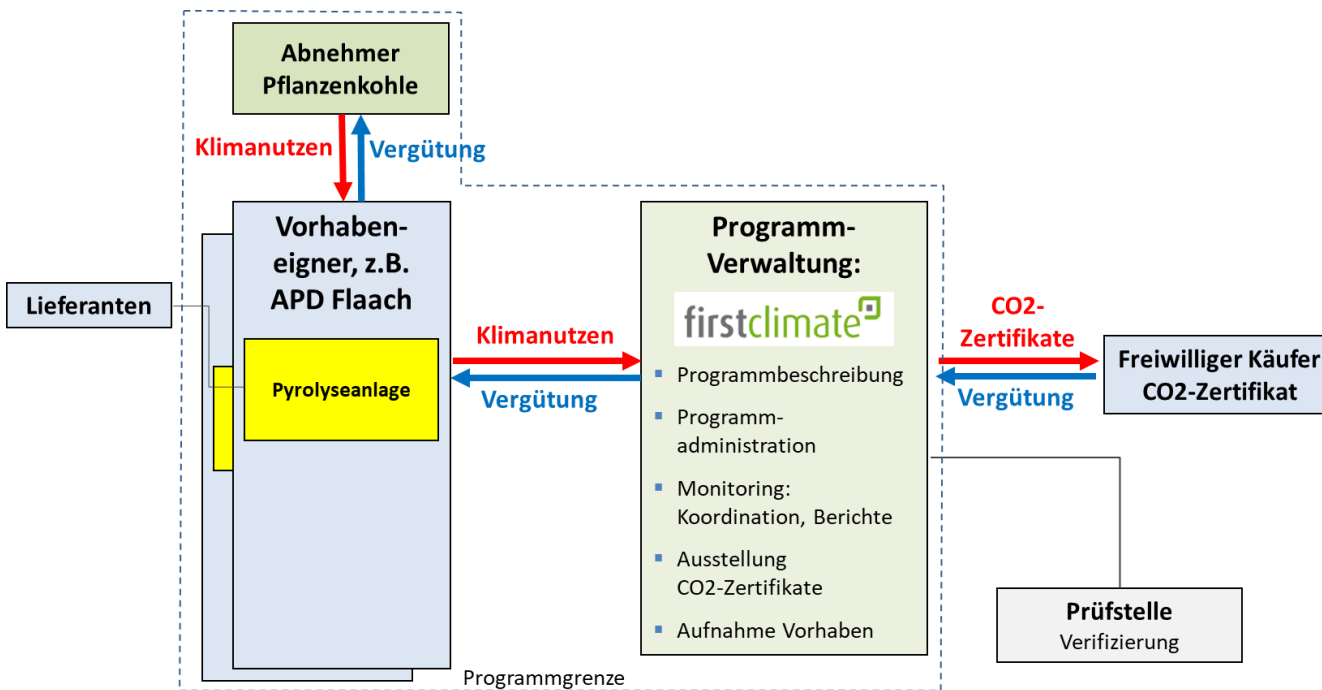 Abnehmer
Pflanzenkohle
Klimanutzen
Vergütung
Vorhaben-
eigner, z.B.
APD Flaach
Pyrolyseanlage
Lieferanten
Klimanutzen
Vergütung
Programm-
Verwaltung:
firstclimate
▪ Programmbeschreibung
▪ Programm-
administration
▪ Monitoring:
Koordination, Berichte
▪ Ausstellung
CO2-Zertifikate
▪ Aufnahme Vorhaben
CO2-
Zertifikate
Vergütung
Freiwilliger Käufer
CO2-Zertifikat
Prüfstelle
Verifizierung
Programmgrenze